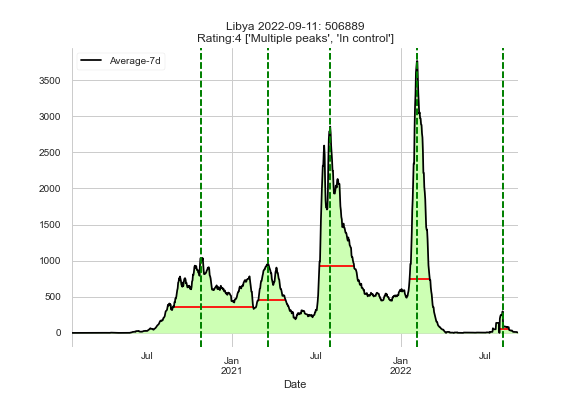 Libya 2022-09-11: 506889
Rating:4 ['Multiple peaks', 'In control']
Average-7d
3500
3000
2500
2000
1500
1000
500
0
Jul
Jan
2021
Jul
Jan
2022
Jul
Date